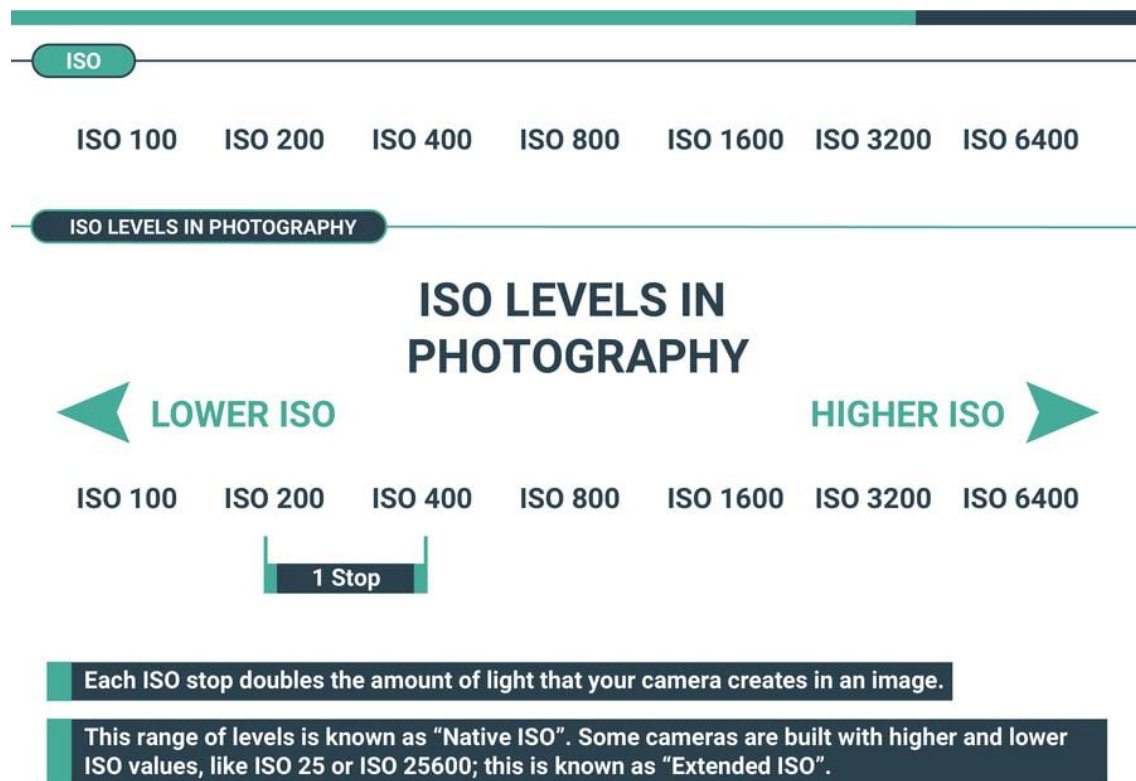 ISO
ISO 100 ISO 200 ISO 400 ISO 800 ISO 1600 ISO 3200 ISO 6400
ISO LEVELS IN PHOTOGRAPHY
ISO LEVELS IN
PHOTOGRAPHY
LOWER ISO HIGHER ISO
ISO 100 ISO 200 ISO 400 ISO 800 ISO 1600 ISO 3200 ISO 6400
1 Stop
Each ISO stop doubles the amount of light that your camera creates in an image.
This range of levels is known as “Native ISO”. Some cameras are built with higher and lower
ISO values, like ISO 25 or ISO 25600; this is known as “Extended ISO”.